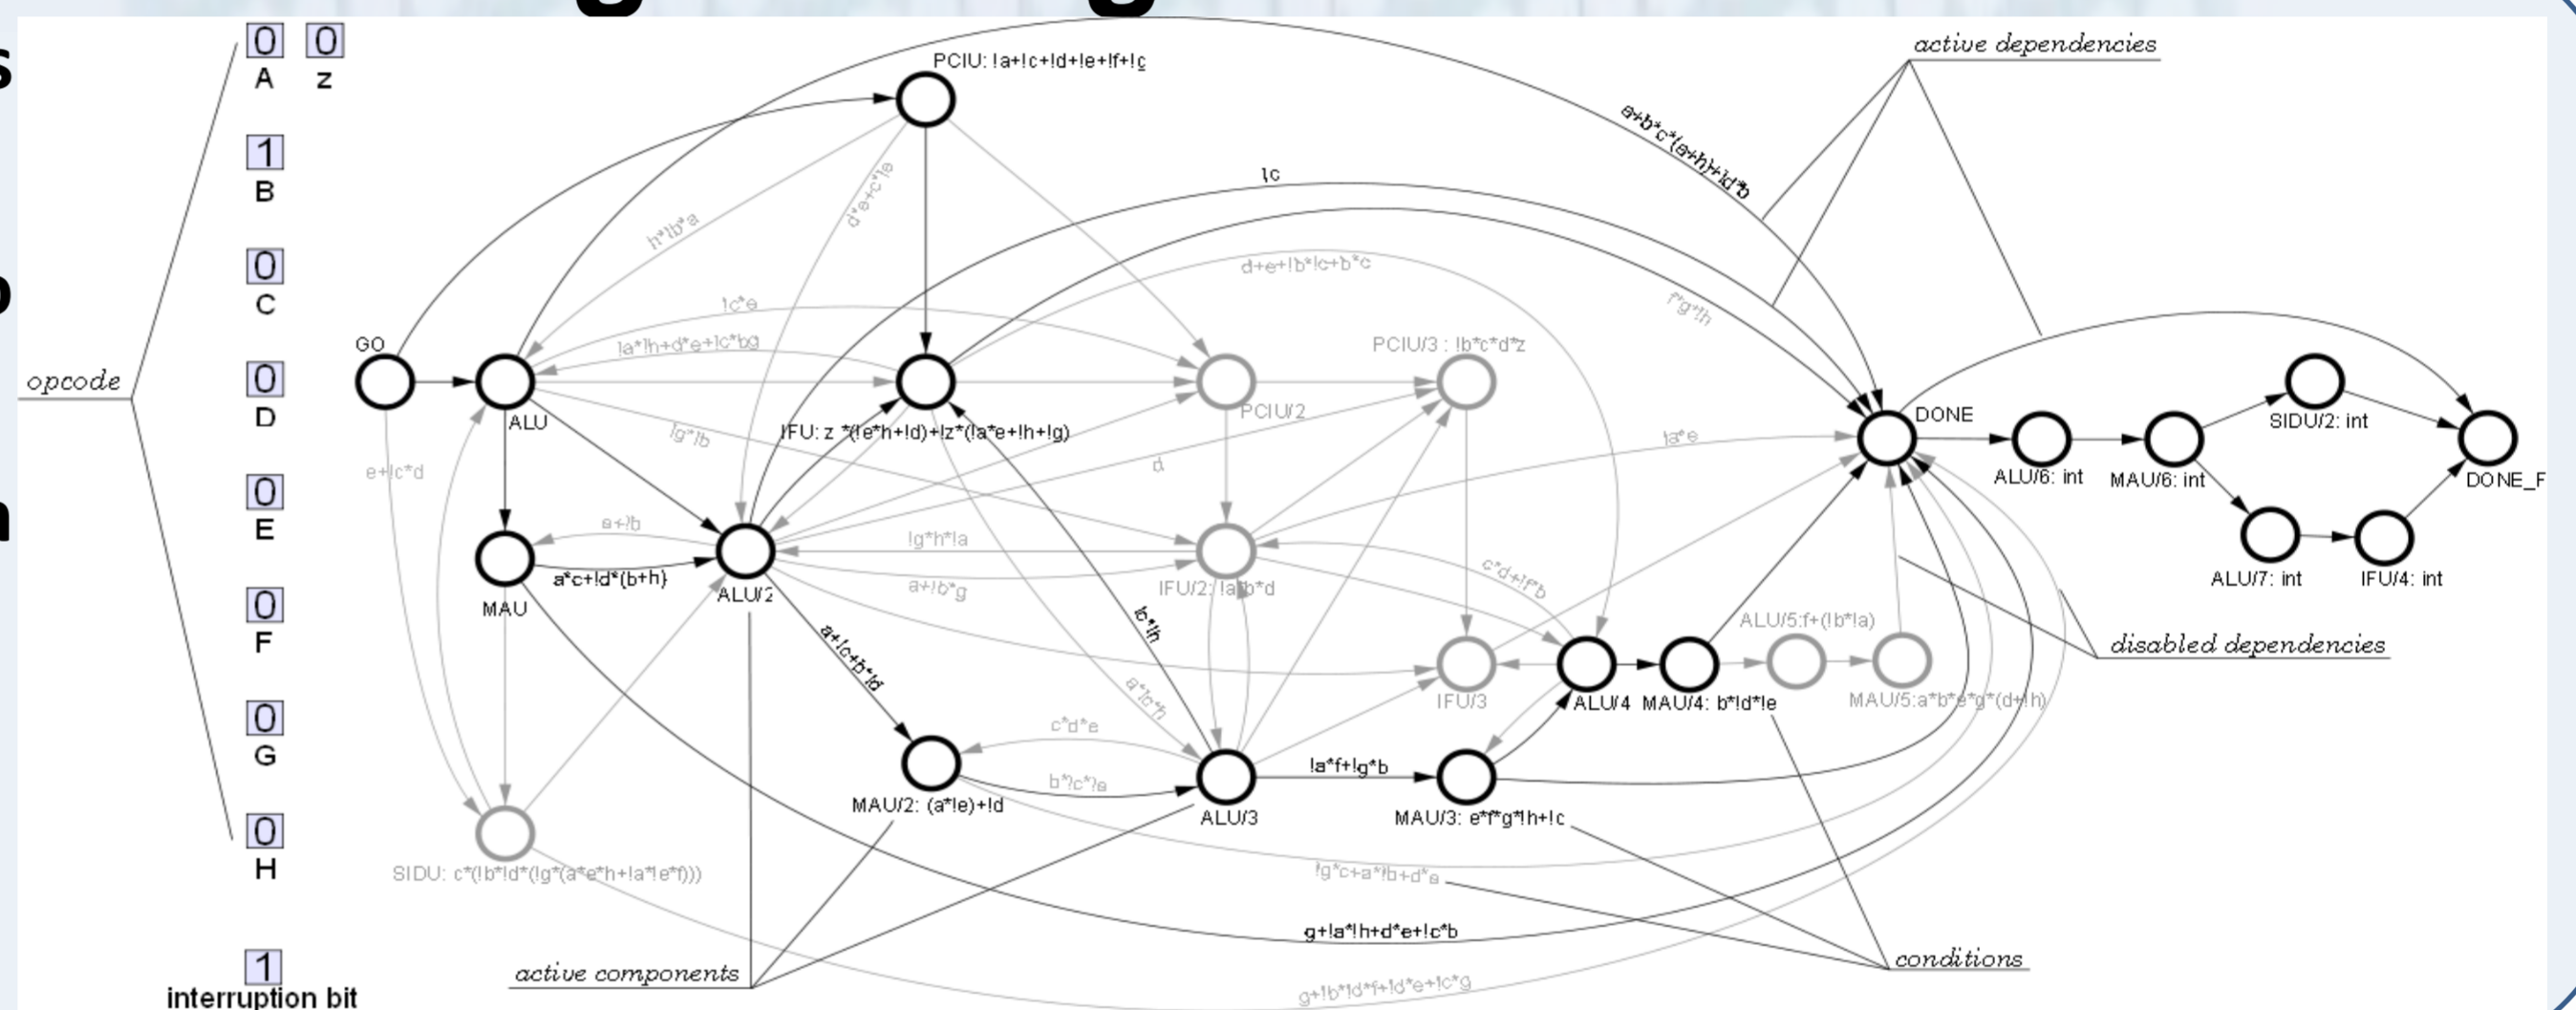 0 0
A z
1
B
0
C
0
D
0
E
0
F
0
G
0
H
1
interruption bit
opcode
active dependencies
PCIU: !a+!c+!d+!e+!f+!c
a+b*c*(a+h)+!d*b
!c
d*e+c*!e
h*!b*a
d+e+!b*!c+b*c
!c*e
f*g*!h
!a*!h+d*e+!c*bg
PCIU/3 : !b*c*d*z
GO
ALU
PCIU/2
DONE
SIDU/2: int
IFU: z *(!e*h+!d)+!z*(!a*e+!h+!g)
!g*!b
!a*e
d
e+!c*d
ALU/6: int
MAU/6: int
DONE_F
!g*h*!a
c*d+!f*b
a*c+!d*(b+h)
IFU/2: !a*b*d
a+!b*g
ALU/7: int
IFU/4: int
MAU
ALU/2
!c*!h
ALU/5:f+(!b*!a)
disabled dependencies
a+!c+b*!d
a*!c*h
IFU/3
ALU/4
MAU/4: b*!d*!e
MAU/5:a*b*e*g*(d+!h)
c*d*e
!a*f+!g*b
MAU/2: (a*!e)+!d
ALU/3
MAU/3: e*f*g*!h+!c
SIDU: c*(!b*!d*(!g*(a*e*h+!a*!e*f)))
g+!a*!h+d*e+!c*b
conditions
active components
g+!b*!d*f+!d*e+!c*g